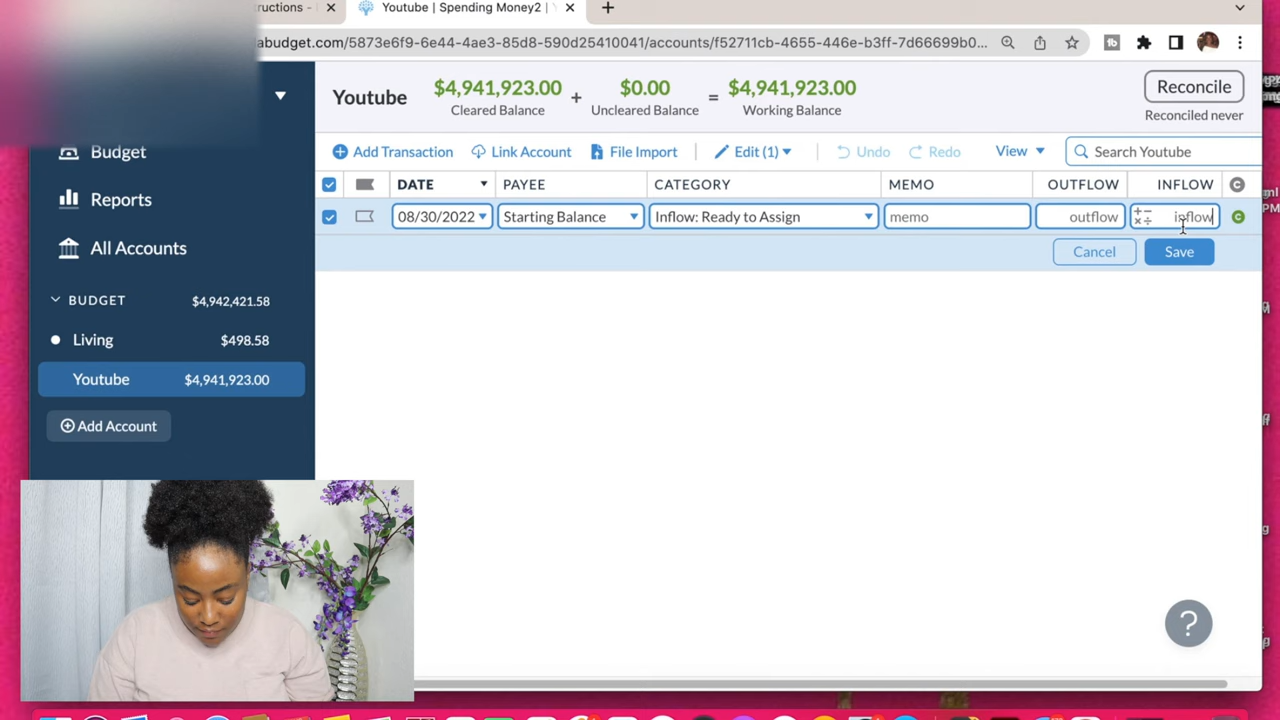 tructions -
Youtube | Spending Money2 |
abudget.com/5873e6f9-6e44-4ae3-85d8-590d25410041/accounts/f52711cb-4655-446e-b3ff-7d66699b0...
Youtube
$4,941,923.00 + $0.00 = $4,941,923.00
Cleared Balance Uncleared Balance Working Balance
Reconcile
Reconciled never
Add Transaction Link Account File Import Edit (1) Undo Redo View Search Youtube
DATE PAYEE CATEGORY MEMO OUTFLOW INFLOW C
08/30/2022 Starting Balance Inflow: Ready to Assign memo outflow inflow C
Cancel Save
Budget
Reports
All Accounts
BUDGET $4,942,421.58
Living $498.58
Youtube $4,941,923.00
Add Account
?